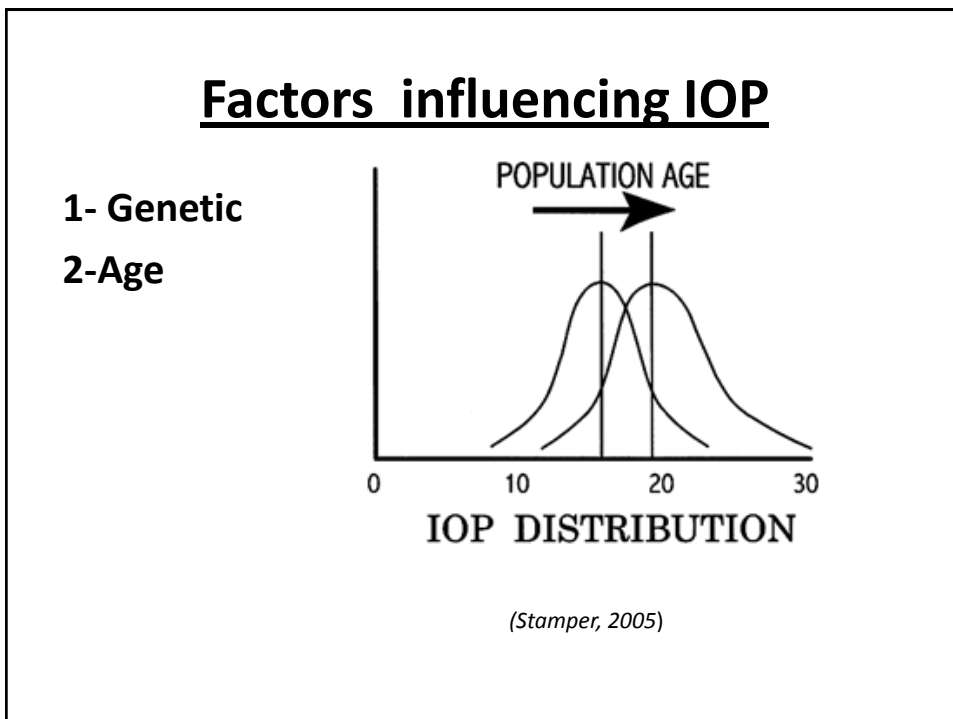 Factors  influencing IOP
1- Genetic
2-Age
POPULATION AGE
0 10 20 30
IOP DISTRIBUTION
(Stamper, 2005)